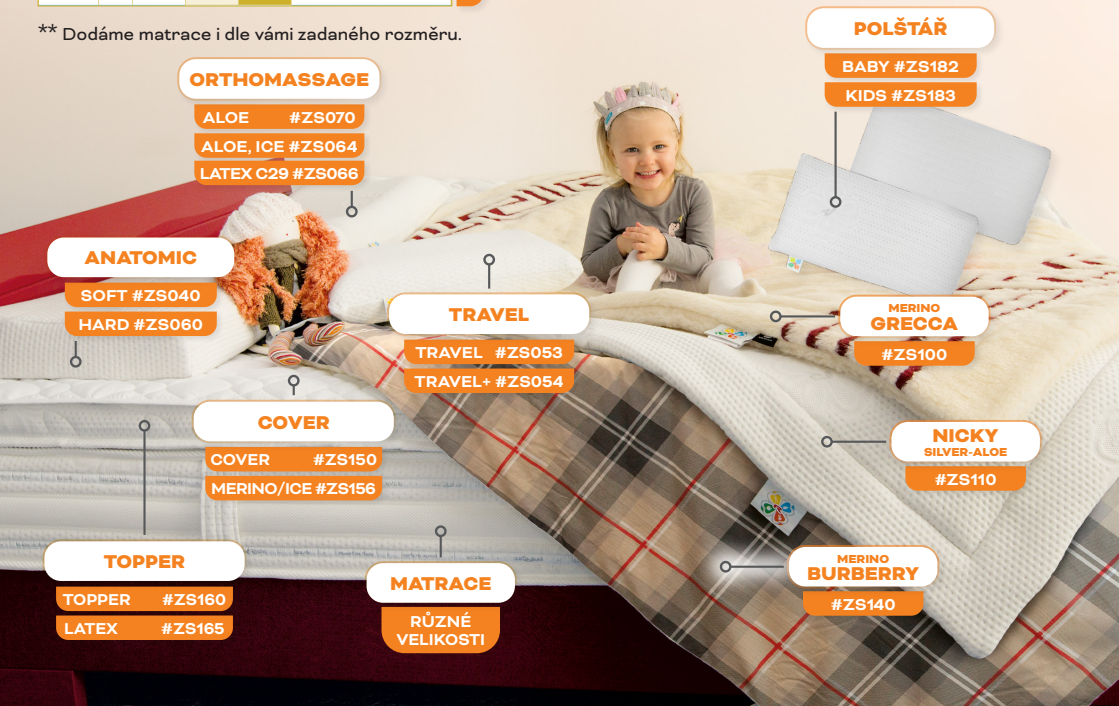 ** Dodáme matrace i dle vámi zadaného rozměru.
POLŠTÁŘ
BABY #ZS182
KIDS #ZS183
ORTHOMASSAGE
ALOE #ZS070
ALOE, ICE #ZS064
LATEX C29 #ZS066
ANATOMIC
SOFT #ZS040
HARD #ZS060
TRAVEL
TRAVEL #ZS053
TRAVEL+ #ZS054
MERINO
GRECCA
#ZS100
COVER
COVER #ZS150
MERINO/ICE #ZS156
NICKY
SILVER-ALOE
#ZS110
TOPPER
TOPPER #ZS160
LATEX #ZS165
MATRACE
RŮZNÉ
VELIKOSTI
MERINO
BURBERRY
#ZS140